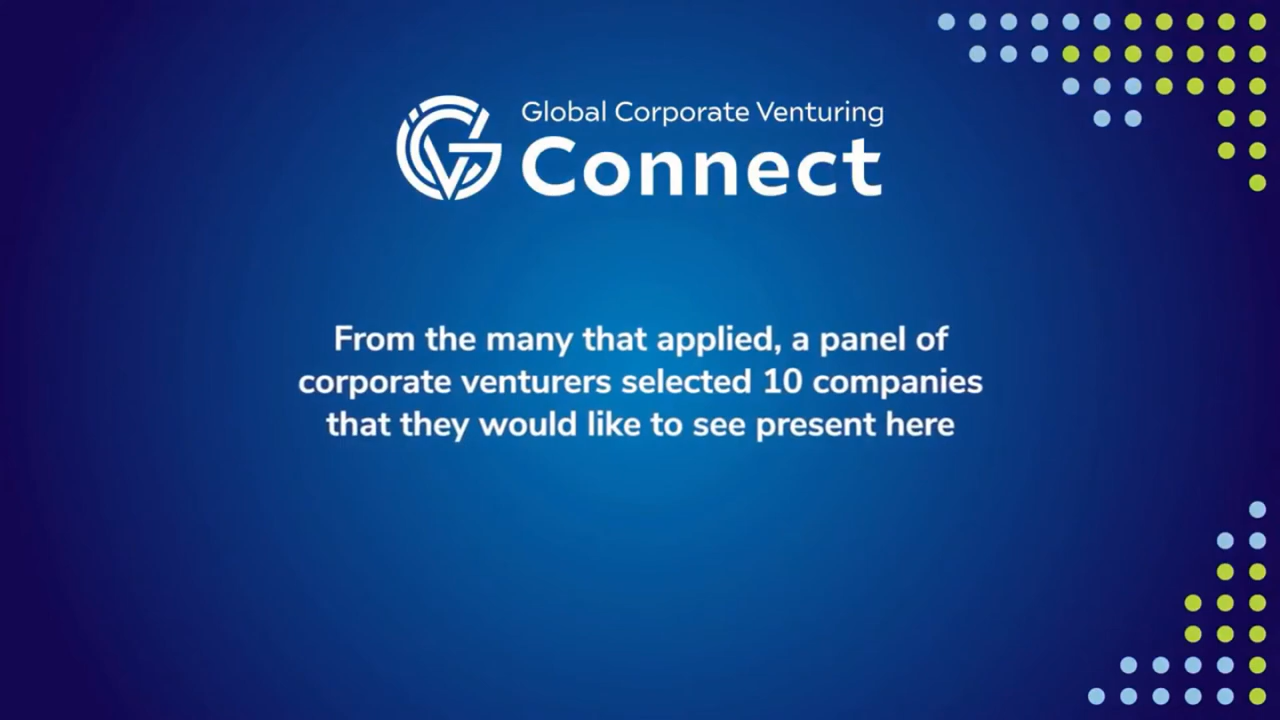 Global Corporate Venturing
Connect
From the many that applied, a panel of
corporate venturers selected 10 companies
that they would like to see present here